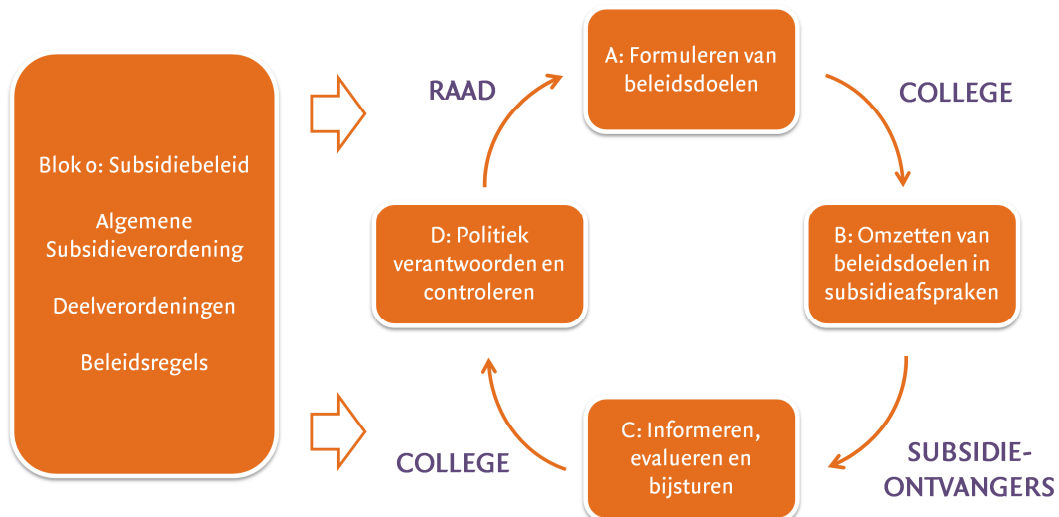 Blok 0: Subsidiebeleid
Algemene
Subsidieverordening
Deelverordeningen
Beleidsregels
RAAD
A: Formuleren van
beleidsdoelen
COLLEGE
D: Politiek
verantwoorden en
controleren
B: Omzetten van
beleidsdoelen in
subsidieafspraken
COLLEGE
C: Informeren,
evalueren en
bijsturen
SUBSIDIE-
ONTVANGERS